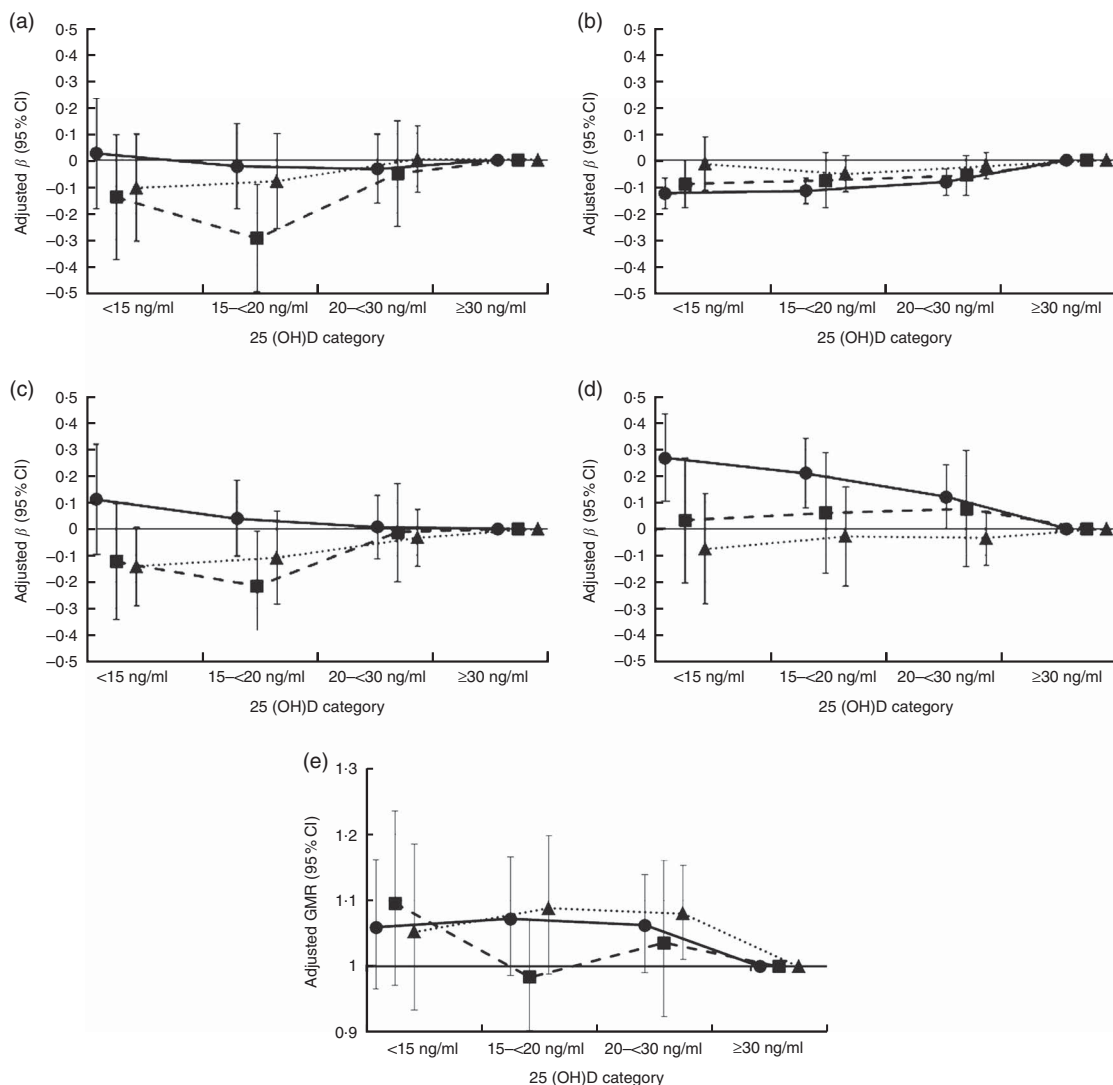 (a)
0·5
0·4
0·3
0·2
0·1
0
–0·1
–0·2
–0·3
–0·4
–0·5
Adjusted β (95 % CI)
<15 ng/ml 15–<20 ng/ml 20–<30 ng/ml ≥30 ng/ml
25 (OH)D category
(b)
0·5
0·4
0·3
0·2
0·1
0
–0·1
–0·2
–0·3
–0·4
–0·5
Adjusted β (95 % CI)
<15 ng/ml 15–<20 ng/ml 20–<30 ng/ml ≥30 ng/ml
25 (OH)D category
(c)
0·5
0·4
0·3
0·2
0·1
0
–0·1
–0·2
–0·3
–0·4
–0·5
Adjusted β (95 % CI)
<15 ng/ml 15–<20 ng/ml 20–<30 ng/ml ≥30 ng/ml
25 (OH)D category
(d)
0·5
0·4
0·3
0·2
0·1
0
–0·1
–0·2
–0·3
–0·4
–0·5
Adjusted β (95 % CI)
<15 ng/ml 15–<20 ng/ml 20–<30 ng/ml ≥30 ng/ml
25 (OH)D category
(e)
1·3
1·2
1·1
1
0·9
Adjusted GMR (95 % CI)
<15 ng/ml 15–<20 ng/ml 20–<30 ng/ml ≥30 ng/ml
25 (OH)D category